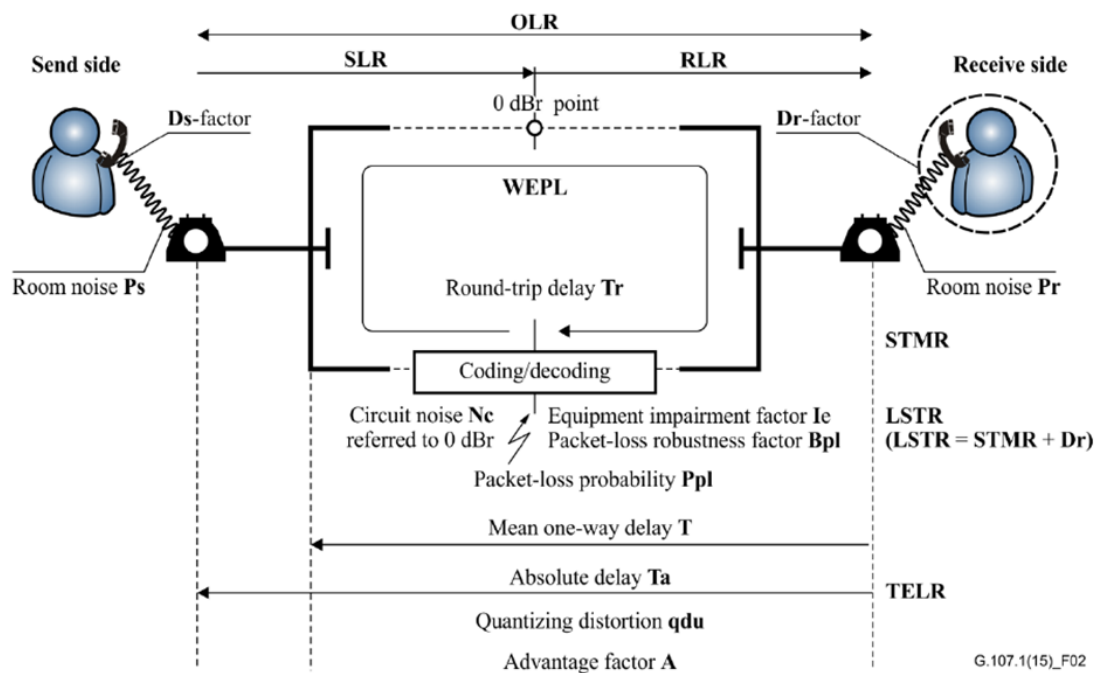 OLR
Send side
SLR
RLR
Receive side
0 dBr point
Ds-factor
Dr-factor
WEPL
Room noise Ps
Round-trip delay Tr
Room noise Pr
STMR
Coding/decoding
Circuit noise Nc
referred to 0 dBr
Equipment impairment factor Ie
Packet-loss robustness factor Bpl
LSTR
(LSTR = STMR + Dr)
Packet-loss probability Ppl
Mean one-way delay T
Absolute delay Ta
TELR
Quantizing distortion qdu
Advantage factor A
G.107.1(15)_F02